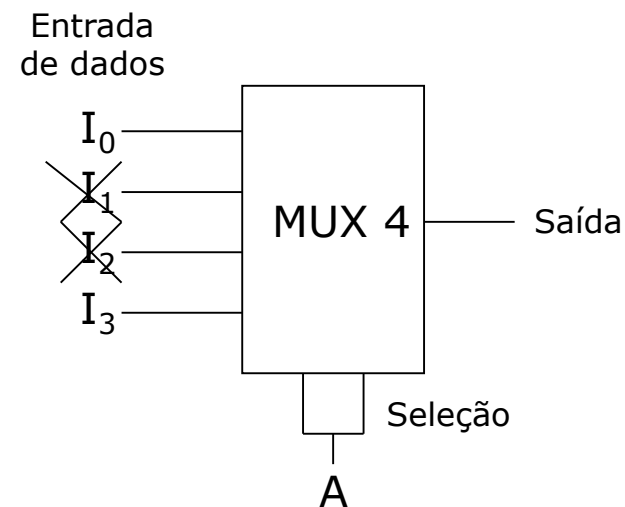 Entrada
de dados
I0
I1
I2
I3
MUX 4
Saída
Seleção
A